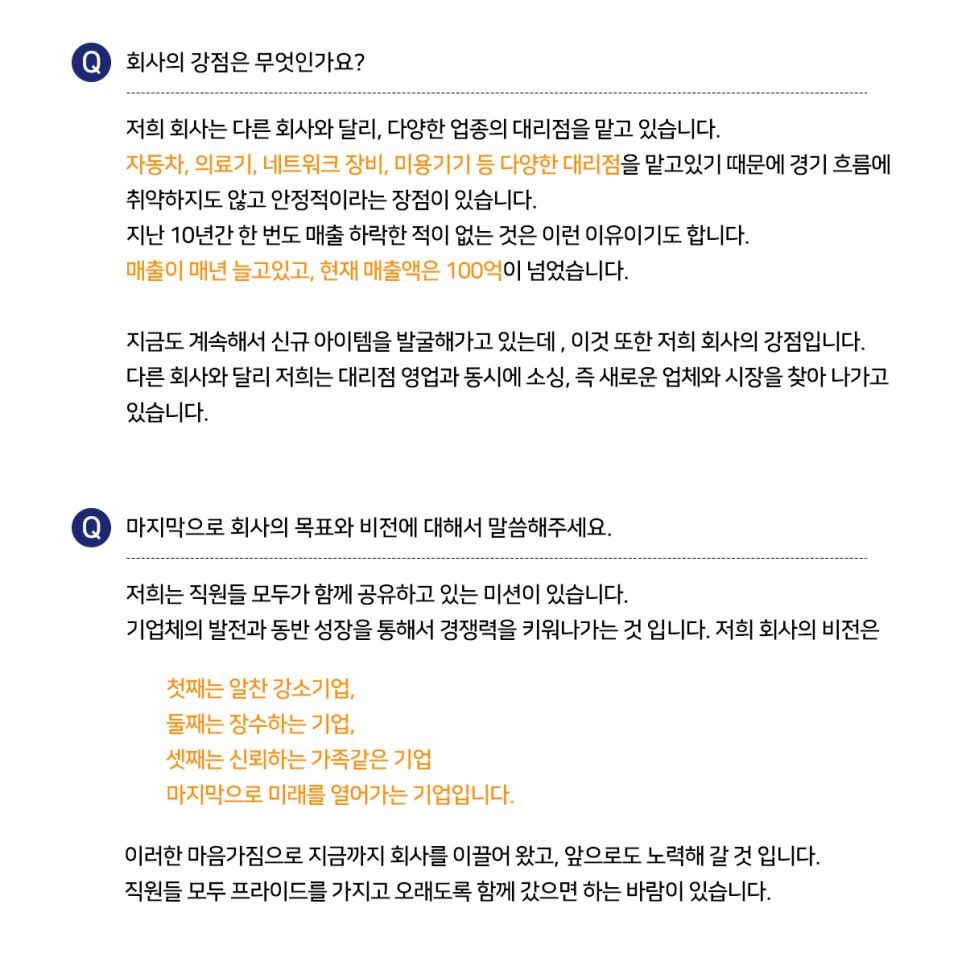 Q 회사의 강점은 무엇인가요?
저희 회사는 다른 회사와 달리, 다양한 업종의 대리점을 맡고 있습니다.
자동차, 의료기, 네트워크 장비, 미용기기 등 다양한 대리점을 맡고있기 때문에 경기 흐름에
취약하지도 않고 안정적이라는 장점이 있습니다.
지난 10년간 한 번도 매출 하락한 적이 없는 것은 이런 이유이기도 합니다.
매출이 매년 늘고있고, 현재 매출액은 100억이 넘었습니다.
지금도 계속해서 신규 아이템을 발굴해가고 있는데 , 이것 또한 저희 회사의 강점입니다.
다른 회사와 달리 저희는 대리점 영업과 동시에 소싱, 즉 새로운 업체와 시장을 찾아 나가고
있습니다.
Q 마지막으로 회사의 목표와 비전에 대해서 말씀해주세요.
저희는 직원들 모두가 함께 공유하고 있는 미션이 있습니다.
기업체의 발전과 동반 성장을 통해서 경쟁력을 키워나가는 것 입니다. 저희 회사의 비전은
첫째는 알찬 강소기업,
둘째는 장수하는 기업,
셋째는 신뢰하는 가족같은 기업
마지막으로 미래를 열어가는 기업입니다.
이러한 마음가짐으로 지금까지 회사를 이끌어 왔고, 앞으로도 노력해 갈 것 입니다.
직원들 모두 프라이드를 가지고 오래도록 함께 갔으면 하는 바람이 있습니다.